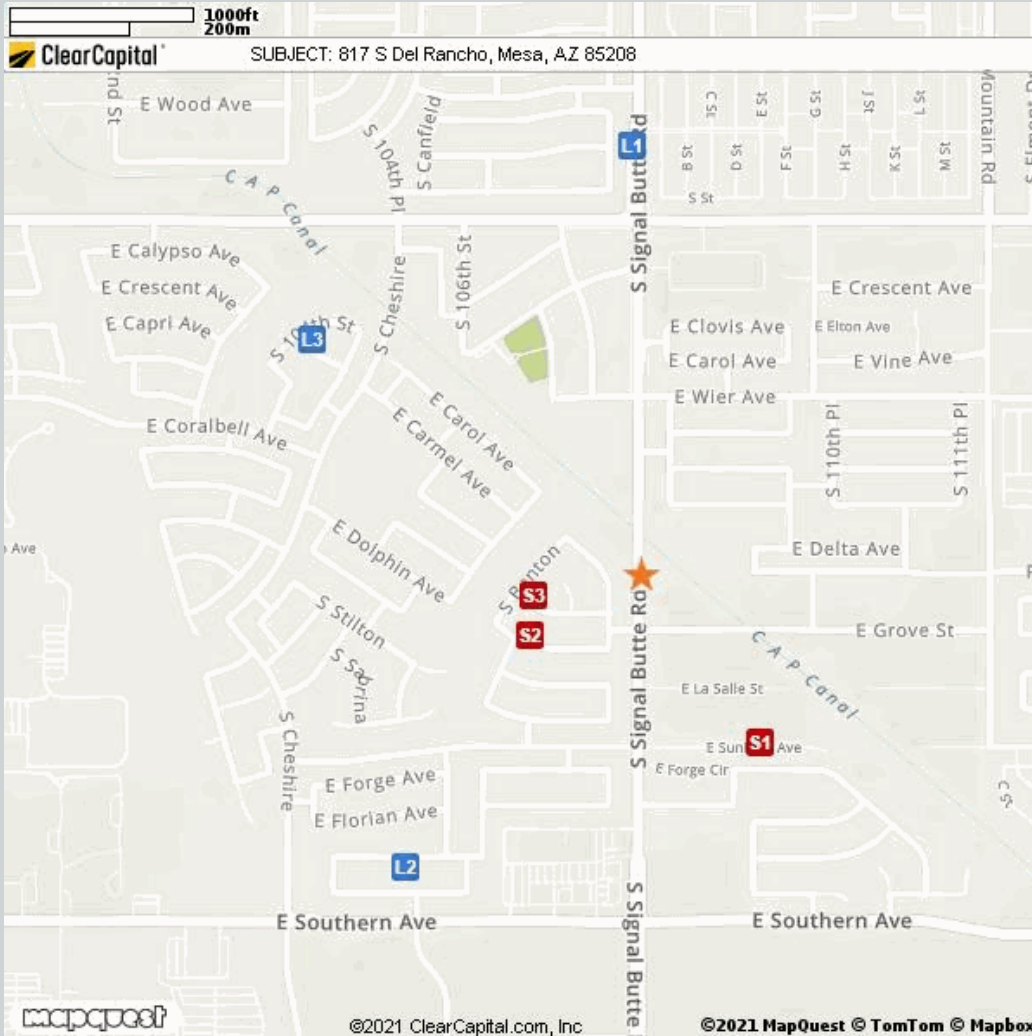 1000ft
200m
ClearCapital
SUBJECT: 817 S Del Rancho, Mesa, AZ 85208
E Wood Ave
nd St
S 104th Pl
S Canfield
L1
S Signal Butte Rd
C St
E St
G St
J St
L St
B St
D St
F St
H St
K St
M St
S St
Mountain Rd
C A P Canal
E Calypso Ave
E Crescent Ave
E Capri Ave
S Cheshire
S 106th St
L3
E Crescent Ave
E Clovis Ave
E Elton Ave
E Carol Ave
E Vine Ave
E Wier Ave
E Coralbell Ave
E Carol Ave
E Carmel Ave
S 110th Pl
S 111th Pl
Ave
E Dolphin Ave
E Delta Ave
S3
S2
S Stilton
S Sabrina
S Signal Butte Rd
E Grove St
C A P Canal
E La Salle St
S1
Ave
E Forge Cir
S Cheshire
E Forge Ave
E Florian Ave
C St
L2
E Southern Ave
E Southern Ave
S Signal Butte
mapquest
©2021 ClearCapital.com, Inc
©2021 MapQuest © TomTom © Mapbox